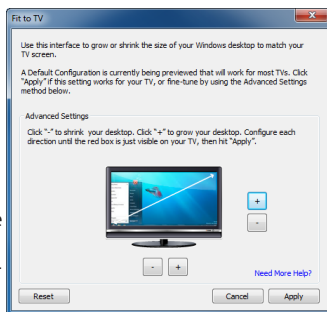 Fit to TV
Use this interface to grow or shrink the size of your Windows desktop to match your
TV screen.
A Default Configuration is currently being previewed that will work for most TVs. Click
"Apply" if this setting works for your TV, or fine-tune by using the Advanced Settings
method below.
Advanced Settings
Click "-" to shrink your desktop. Click "+" to grow your desktop. Configure each
direction until the red box is just visible on your TV, then hit "Apply".
+
-
- +
Need More Help?
Reset Cancel Apply